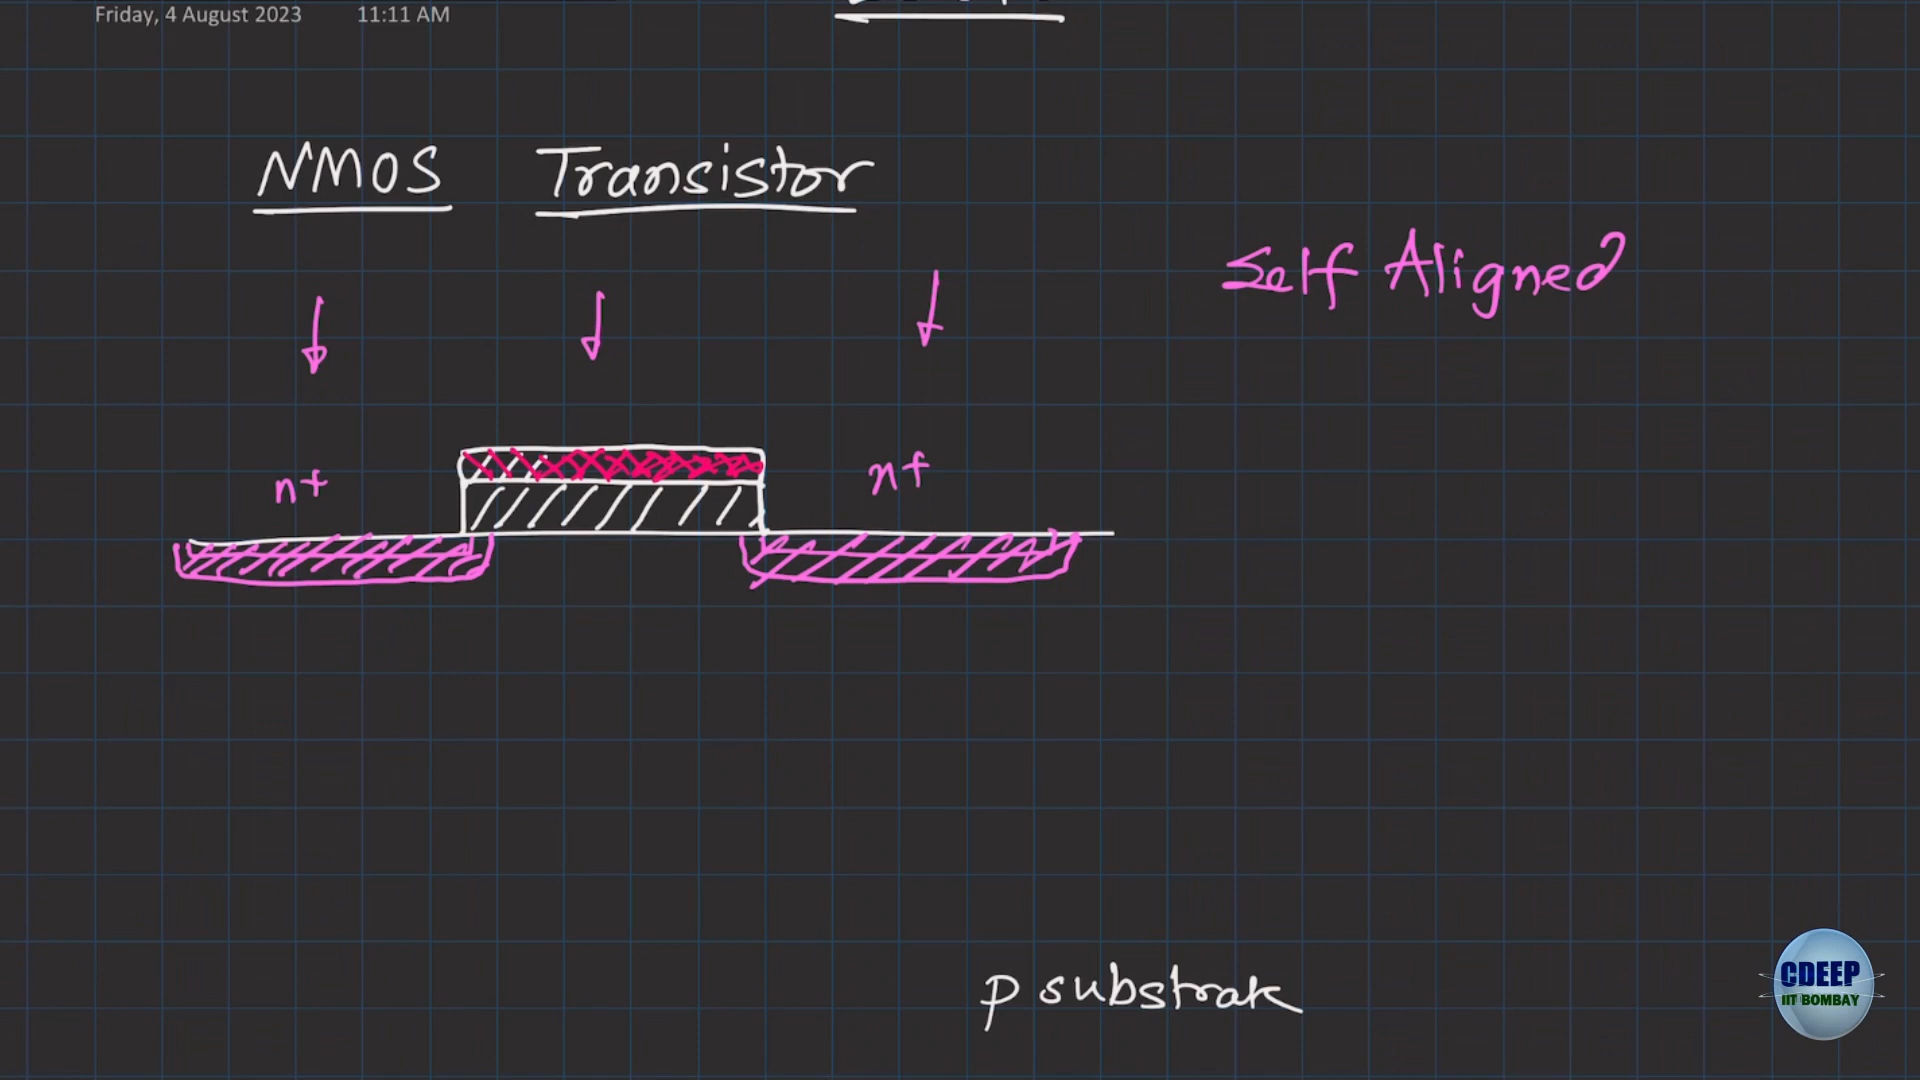 Friday, 4 August 2023 11:11 AM
NMOS Transistor
Self Aligned
n+
n+
p substrate
CDEEP
IIT BOMBAY